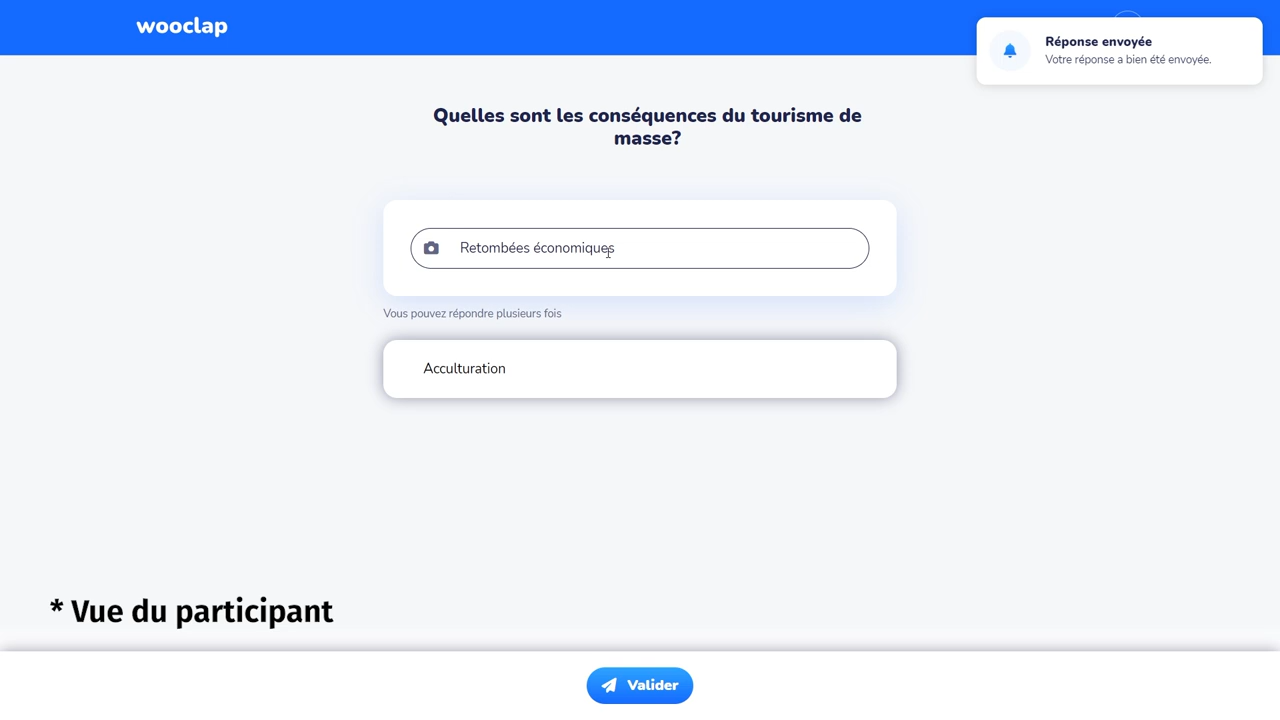 wooclap
Réponse envoyée
Votre réponse a bien été envoyée.
Quelles sont les conséquences du tourisme de
masse?
Retombées économiques
Vous pouvez répondre plusieurs fois
Acculturation
* Vue du participant
Valider